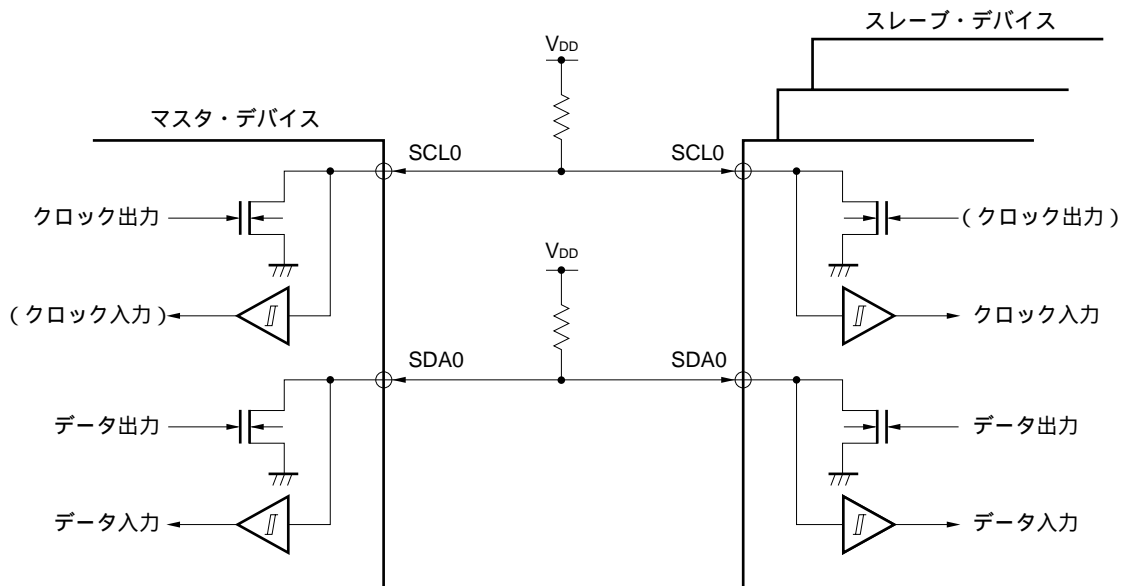 スレーブ・デバイス
VDD
マスタ・デバイス
SCL0
SCL0
クロック出力
(クロック出力)
VDD
(クロック入力)
クロック入力
SDA0
SDA0
データ出力
データ出力
データ入力
データ入力